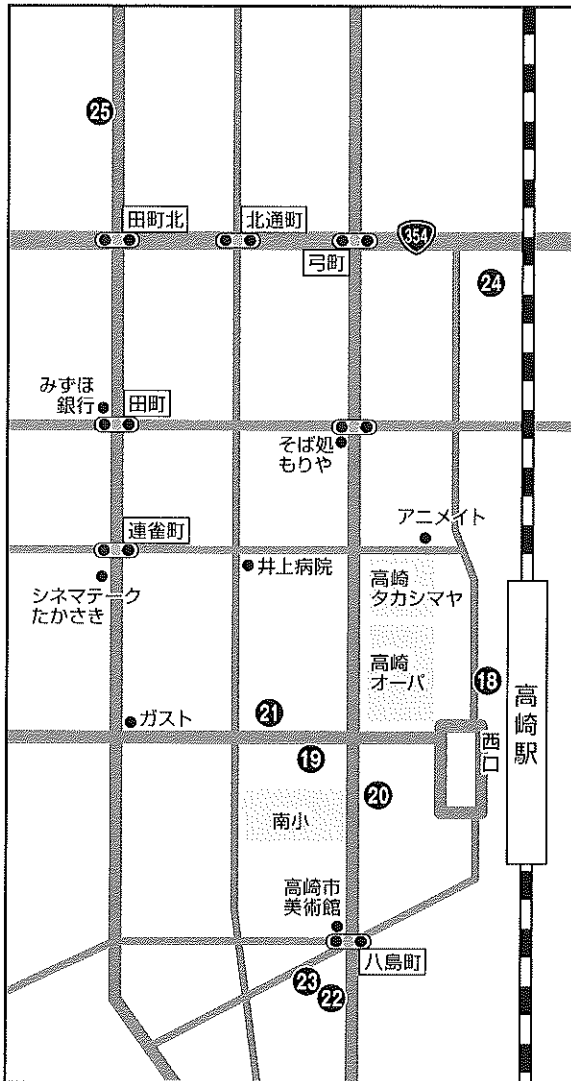 25
田町北
北通町
354
弓町
24
みずほ
銀行
田町
そば処
もりや
アニメイト
連雀町
井上病院
高崎
タカシマヤ
シネマテーク
たかさき
高崎
オーパ
18
高崎駅
ガスト
21
西口
19
20
南小
高崎市
美術館
八島町
23
22